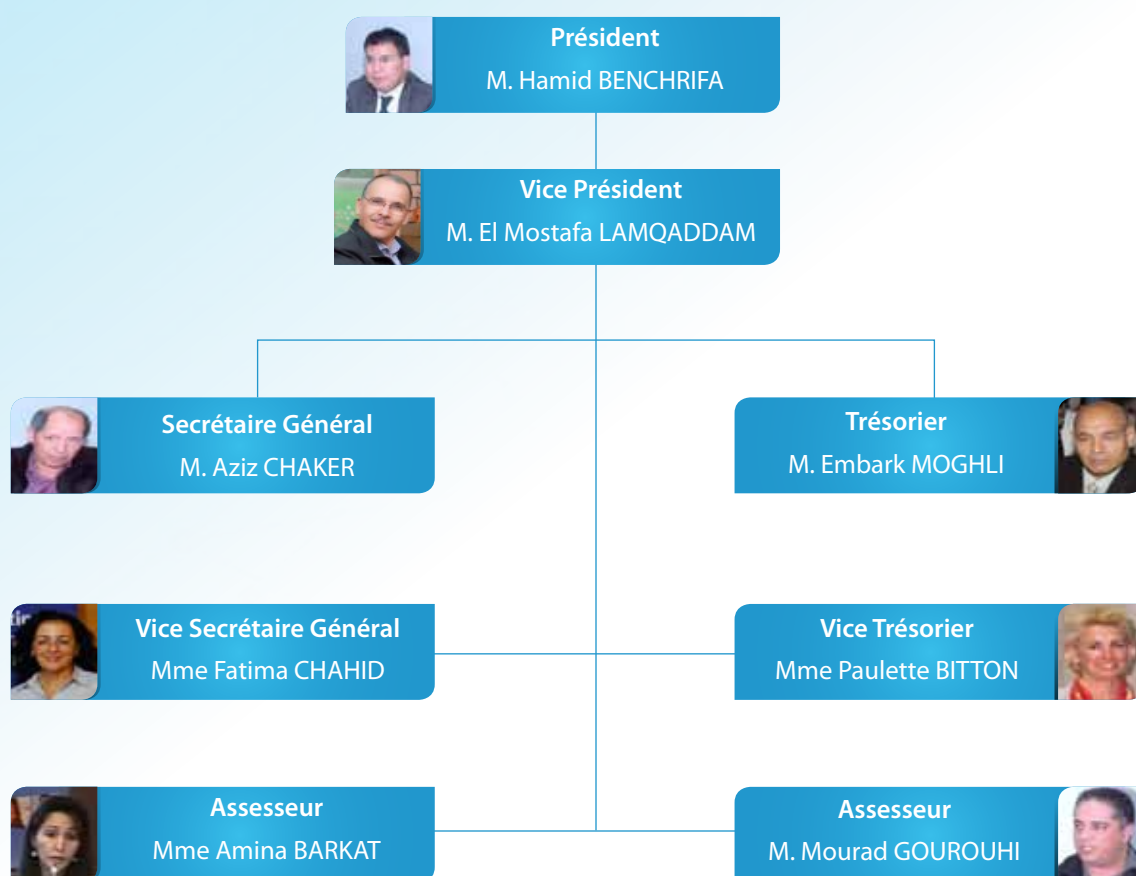 Président
M. Hamid BENCHRIFA
Vice Président
M. El Mostafa LAMQADDAM
Secrétaire Général
M. Aziz CHAKER
Trésorier
M. Embark MOGHLI
Vice Secrétaire Général
Mme Fatima CHAHID
Vice Trésorier
Mme Paulette BITTON
Assesseur
Mme Amina BARKAT
Assesseur
M. Mourad GOUROUHI